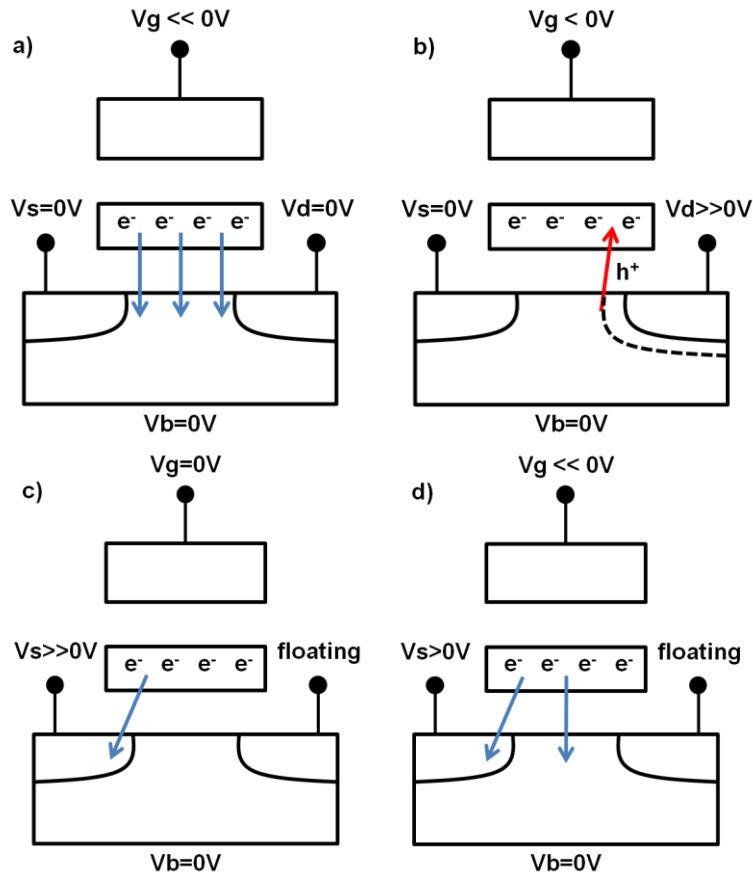 a)
Vg << 0V
Vs=0V
Vd=0V
e- e- e- e-
Vb=0V
b)
Vg < 0V
Vs=0V
Vd>>0V
e- e- e- e-
h+
Vb=0V
c)
Vg=0V
Vs>>0V
floating
e- e- e- e-
Vb=0V
d)
Vg << 0V
Vs>0V
floating
e- e- e- e-
Vb=0V